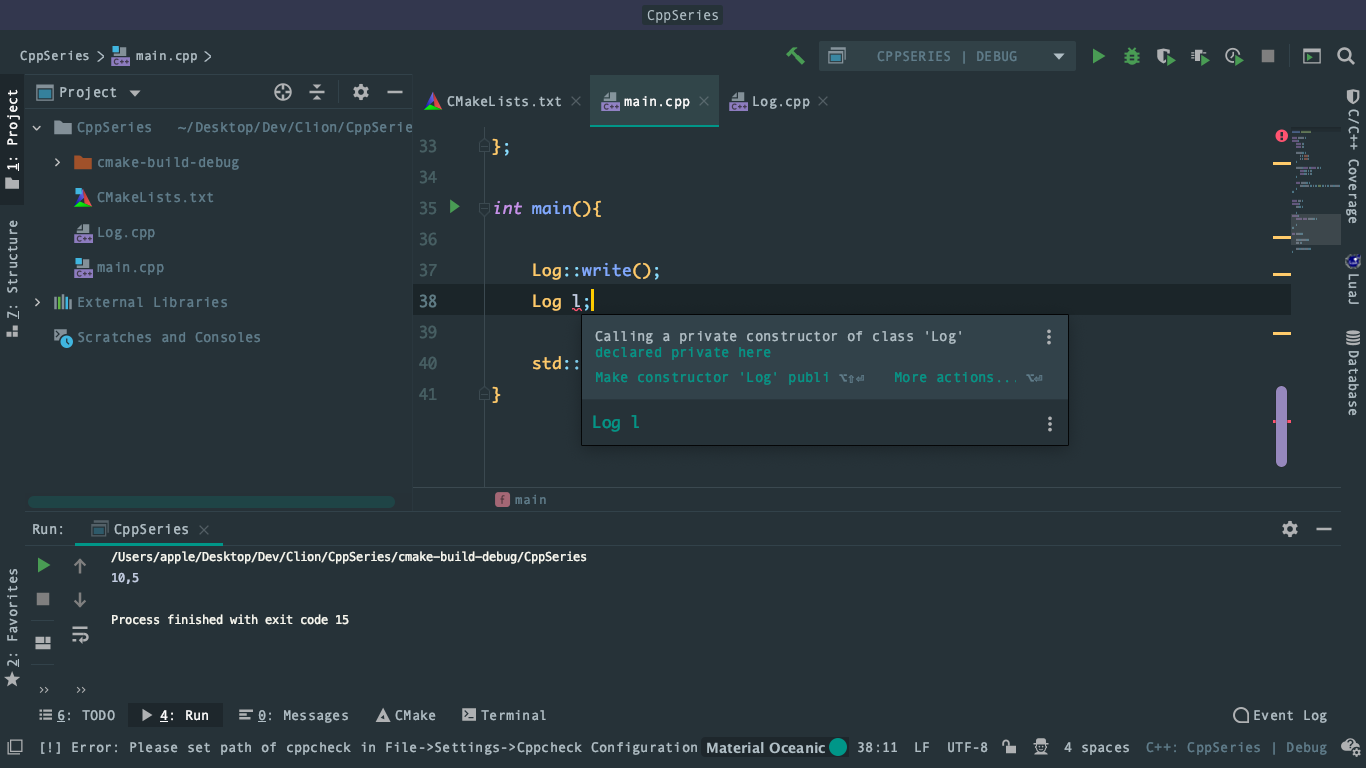 CppSeries
CppSeries > main.cpp >
CPPSERIES | DEBUG
1: Project
Z: Structure
2: Favorites
Project
CppSeries ~/Desktop/Dev/Clion/CppSerie
cmake-build-debug
CMakeLists.txt
Log.cpp
main.cpp
External Libraries
Scratches and Consoles
CMakeLists.txt
main.cpp
Log.cpp
33 };
34
35 int main(){
36
37 Log::write();
38 Log l;
39
40 std::
41 }
Calling a private constructor of class 'Log'
declared private here
Make constructor 'Log' publi ⌥⇧⏎ More actions... ⌥⏎
Log l
main
C/C++ Coverage
LuaJ
Database
Run: CppSeries
/Users/apple/Desktop/Dev/Clion/CppSeries/cmake-build-debug/CppSeries
10,5
Process finished with exit code 15
6: TODO
4: Run
0: Messages
CMake
Terminal
Event Log
[!] Error: Please set path of cppcheck in File->Settings->Cppcheck Configuration
Material Oceanic
38:11 LF UTF-8 4 spaces C++: CppSeries | Debug